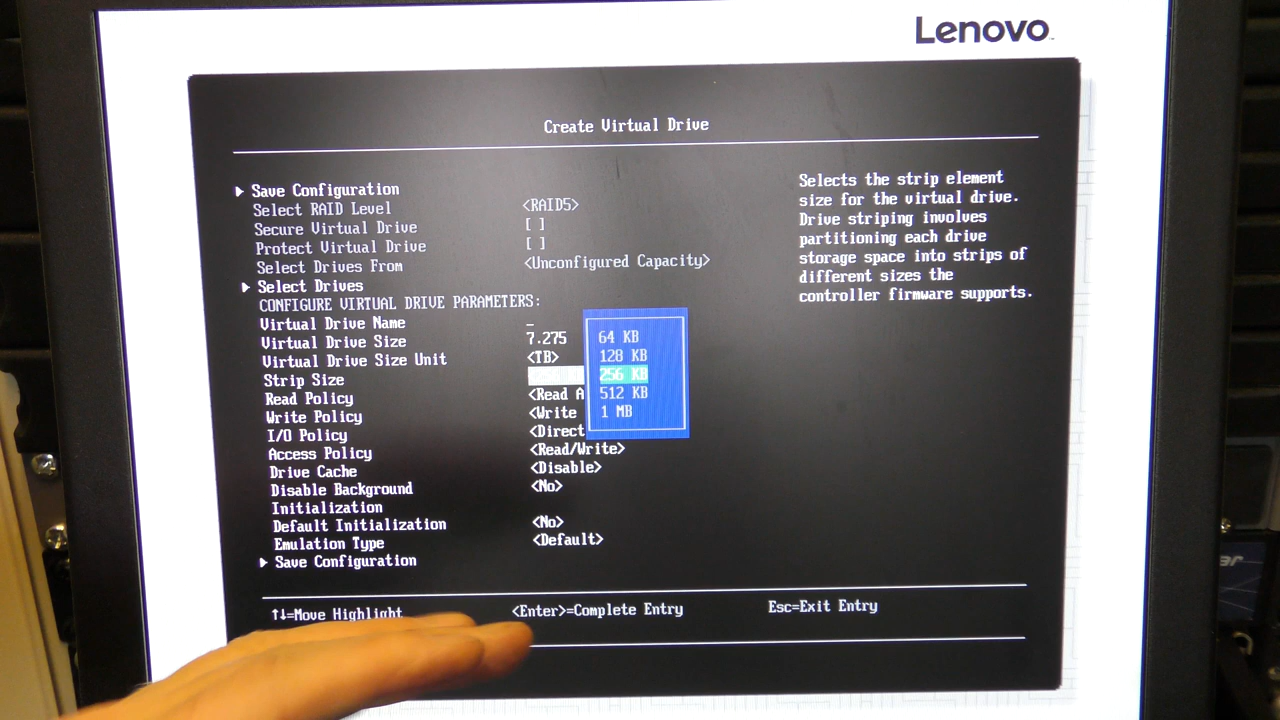 Lenovo
Create Virtual Drive
Save Configuration
Select RAID Level <RAID5>
Secure Virtual Drive [ ]
Protect Virtual Drive [ ]
Select Drives From <Unconfigured Capacity>
Select Drives
CONFIGURE VIRTUAL DRIVE PARAMETERS:
Virtual Drive Name _
Virtual Drive Size 7.275
Virtual Drive Size Unit <TB>
Strip Size
Read Policy <Read A
Write Policy <Write
I/O Policy <Direct
Access Policy <Read/Write>
Drive Cache <Disable>
Disable Background <No>
Initialization
Default Initialization <No>
Emulation Type <Default>
Save Configuration
64 KB
128 KB
256 KB
512 KB
1 MB
Selects the strip element
size for the virtual drive.
Drive striping involves
partitioning each drive
storage space into strips of
different sizes the
controller firmware supports.
↑↓=Move Highlight <Enter>=Complete Entry Esc=Exit Entry